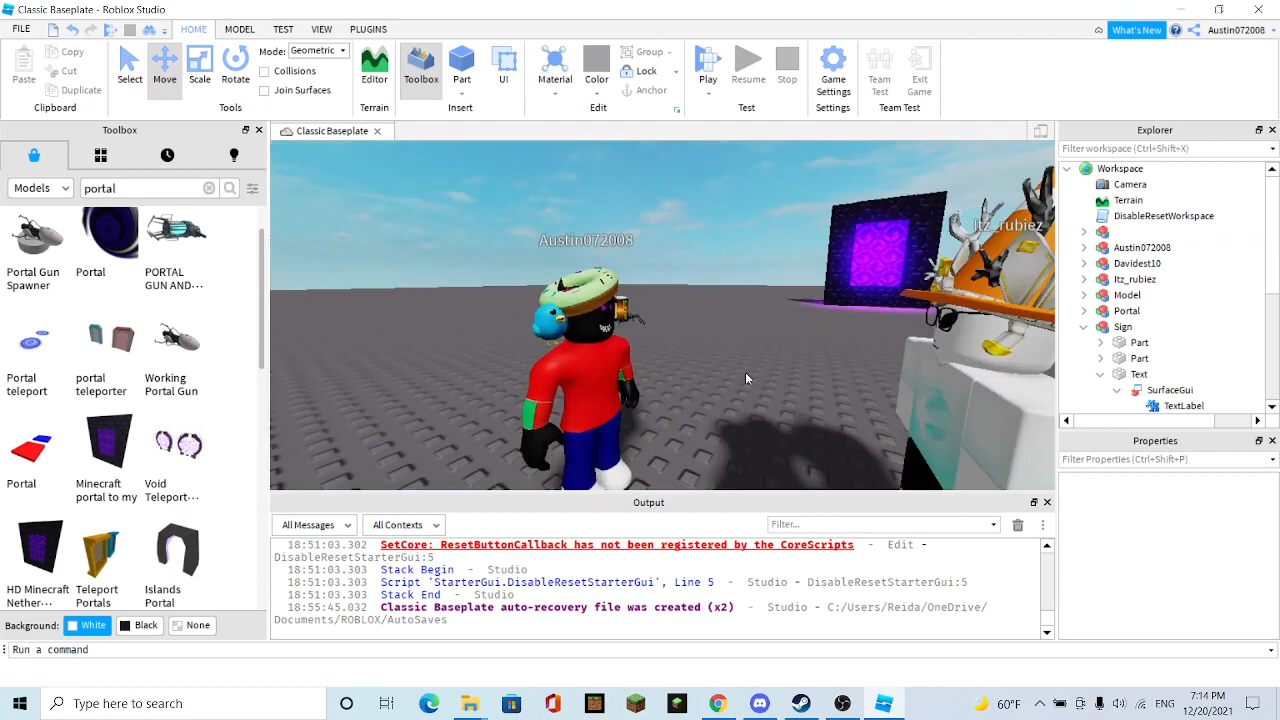 Classic Baseplate - Roblox Studio
FILE HOME MODEL TEST VIEW PLUGINS What's New Austin072008
Paste Copy Cut Duplicate Clipboard
Select Move Scale Rotate Mode: Geometric Collisions Join Surfaces Tools
Editor Terrain
Toolbox Part UI Insert
Material Color Group Lock Anchor Edit
Play Resume Stop Test
Game Settings Settings
Team Test Exit Game Team Test
Toolbox
Models portal
Portal Gun Spawner
Portal
PORTAL GUN AND...
Portal teleport
portal teleporter
Working Portal Gun
Portal
Minecraft portal to my
Void Teleport...
HD Minecraft Nether...
Teleport Portals
Islands Portal
Background: White Black None
Classic Baseplate
Austin072008
Itz_rubiez
Output
All Messages All Contexts Filter...
18:51:03.302 SetCore: ResetButtonCallback has not been registered by the CoreScripts - Edit -
DisableResetStarterGui:5
18:51:03.303 Stack Begin - Studio
18:51:03.303 Script 'StarterGui.DisableResetStarterGui', Line 5 - Studio - DisableResetStarterGui:5
18:51:03.303 Stack End - Studio
18:55:45.032 Classic Baseplate auto-recovery file was created (x2) - Studio - C:/Users/Reida/OneDrive/
Documents/ROBLOX/AutoSaves
Explorer
Filter workspace (Ctrl+Shift+X)
Workspace
Camera
Terrain
DisableResetWorkspace
Austin072008
Davidest10
Itz_rubiez
Model
Portal
Sign
Part
Part
Text
SurfaceGui
TextLabel
Properties
Filter Properties (Ctrl+Shift+P)
Run a command
Type here to search
60°F
7:14 PM
12/20/2021